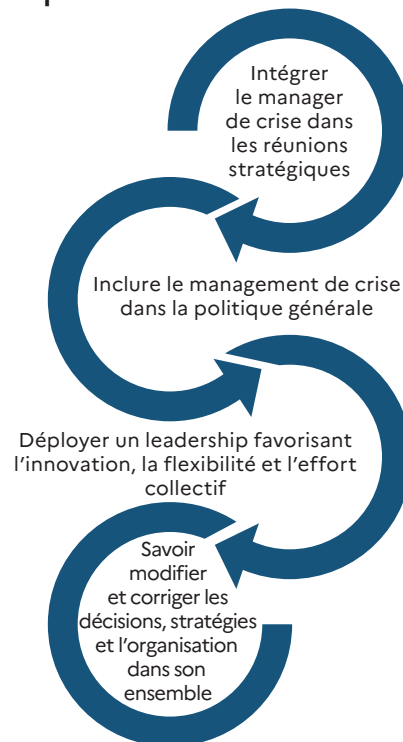 Intégrer
le manager
de crise dans
les réunions
stratégiques
Inclure le management de crise
dans la politique générale
Déployer un leadership favorisant
l'innovation, la flexibilité et l'effort
collectif
Savoir
modifier
et corriger les
décisions, stratégies
et l'organisation
dans son
ensemble